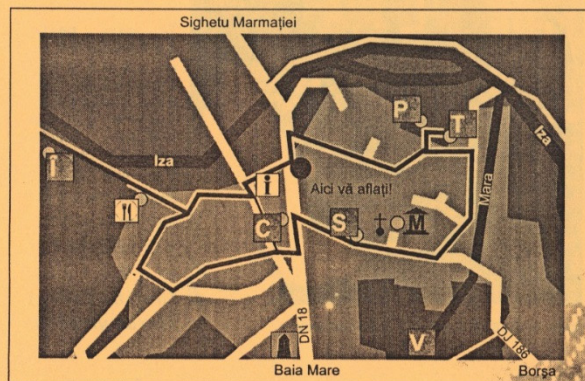 Sighetu Marmației
P
T
Iza
Iza
i
Aici vă aflați!
Mara
C
S
M
DN 18
V
DJ 186
Baia Mare
Borșa